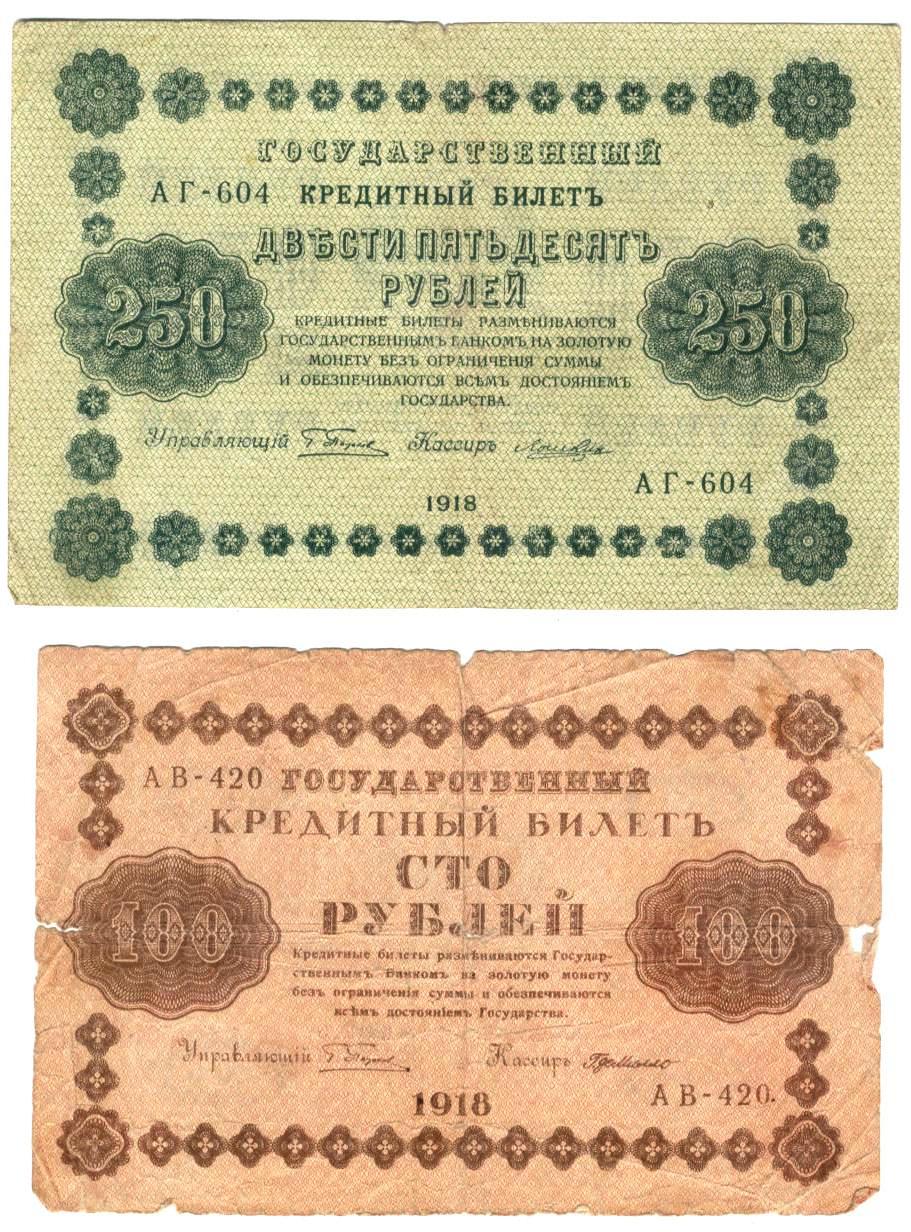 ГОСУДАРСТВЕННЫЙ
АГ-604 КРЕДИТНЫЙ БИЛЕТЪ
ДВѢСТИ ПЯТЬДЕСЯТЪ
РУБЛЕЙ
250 250
КРЕДИТНЫЕ БИЛЕТЫ РАЗМѢНИВАЮТСЯ
ГОСУДАРСТВЕННЫМЪ БАНКОМЪ НА ЗОЛОТУЮ
МОНЕТУ БЕЗЪ ОГРАНИЧЕНІЯ СУММЫ
И ОБЕЗПЕЧИВАЮТСЯ ВСѢМЪ ДОСТОЯНІЕМЪ
ГОСУДАРСТВА.
Управляющій Кассиръ
АГ-604
1918
АВ-420 ГОСУДАРСТВЕННЫЙ
КРЕДИТНЫЙ БИЛЕТЪ
СТО
РУБЛЕЙ
100 100
Кредитные билеты размѣниваются Государ-
ственнымъ Банкомъ на золотую монету
безъ ограниченія суммы и обезпечиваются
всѣмъ достояніемъ Государства.
Управляющій Кассиръ
1918 АВ-420.